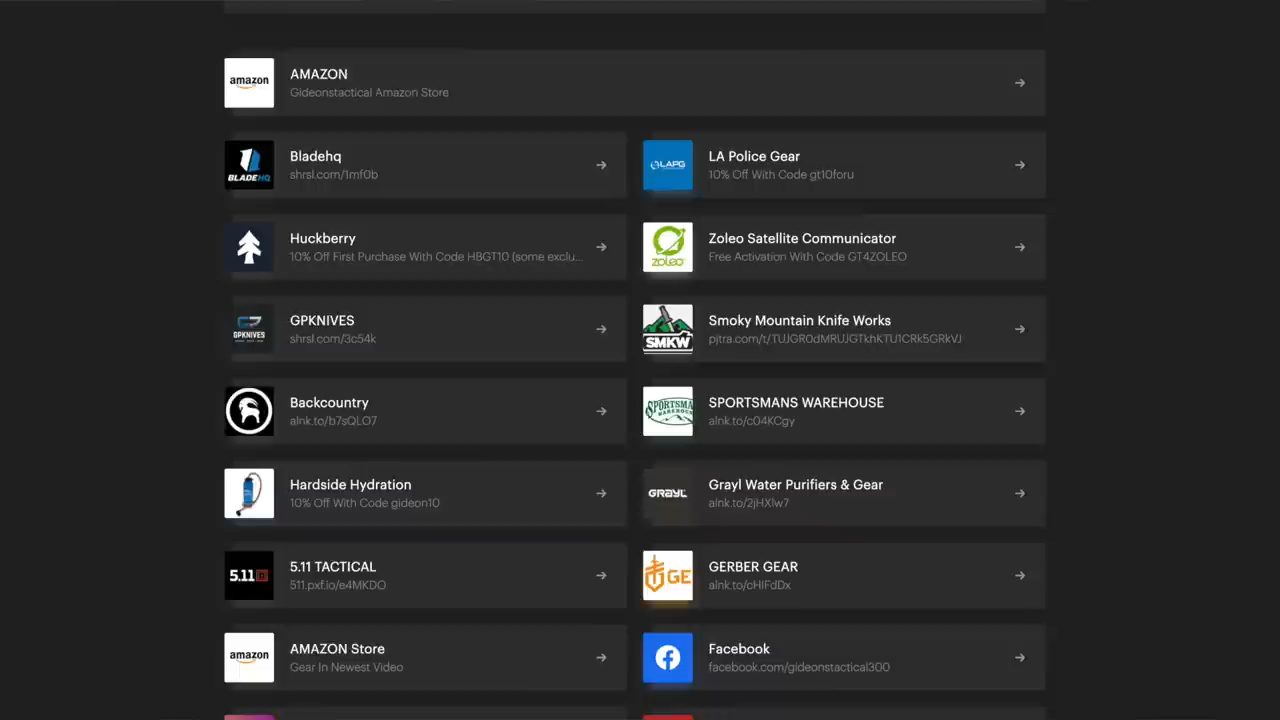 amazon
AMAZON
Gideonstactical Amazon Store
BLADEHQ
Bladehq
shrsl.com/1mf0b
LAPG
LA Police Gear
10% Off With Code gt10foru
Huckberry
10% Off First Purchase With Code HBGT10 (some exclu...
ZOLEO
Zoleo Satellite Communicator
Free Activation With Code GT4ZOLEO
GPKNIVES
GPKNIVES
shrsl.com/3c54k
SMKW
Smoky Mountain Knife Works
pjtra.com/t/TUJGR0dMRUJGTkhKTU1CRk5GRkVJ
Backcountry
alnk.to/b7sQLO7
SPORTSMA
WAREHOUS
SPORTSMANS WAREHOUSE
alnk.to/c04KCgy
Hardside Hydration
10% Off With Code gideon10
GRAYL
Grayl Water Purifiers & Gear
alnk.to/2jHXlw7
5.11
5.11 TACTICAL
511.pxf.io/e4MKDO
GE
GERBER GEAR
alnk.to/cHIFdDx
amazon
AMAZON Store
Gear In Newest Video
Facebook
facebook.com/gideonstactical300